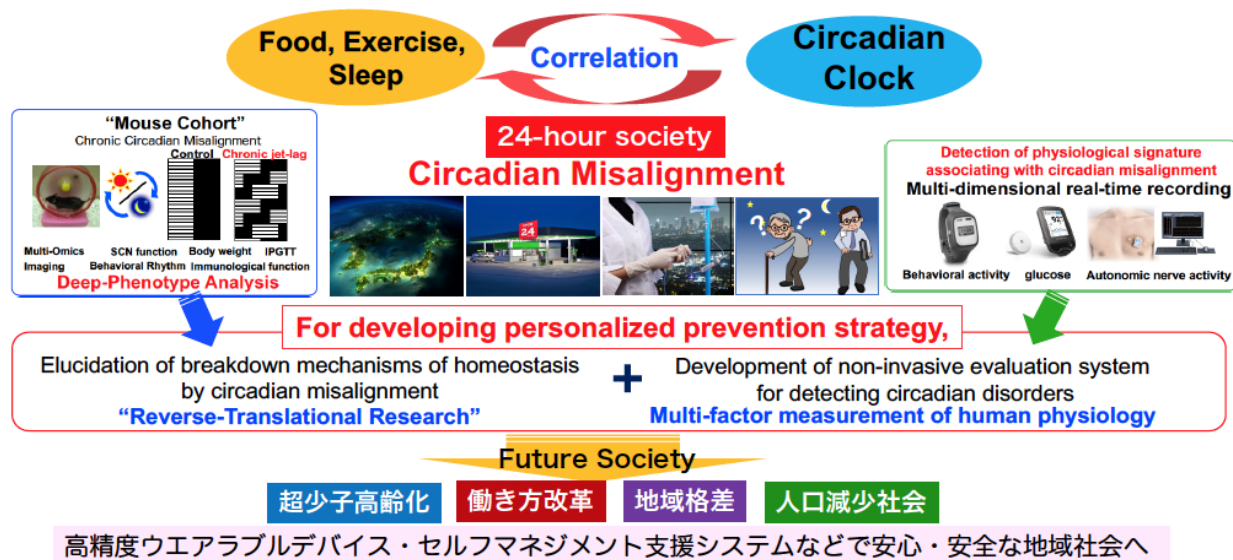 Food, Exercise,
Sleep
Correlation
Circadian
Clock
“Mouse Cohort”
Chronic Circadian Misalignment
Control
Chronic jet-lag
Multi-Omics
Imaging
SCN function
Body weight
IPGTT
Behavioral Rhythm
Immunological function
Deep-Phenotype Analysis
24-hour society
Circadian Misalignment
24
? ? ?
Detection of physiological signature
associating with circadian misalignment
Multi-dimensional real-time recording
Behavioral activity
glucose
Autonomic nerve activity
For developing personalized prevention strategy,
Elucidation of breakdown mechanisms of homeostasis
by circadian misalignment
“Reverse-Translational Research”
+
Development of non-invasive evaluation system
for detecting circadian disorders
Multi-factor measurement of human physiology
Future Society
超少子高齢化
働き方改革
地域格差
人口減少社会
高精度ウエアラブルデバイス・セルフマネジメント支援システムなどで安心・安全な地域社会へ